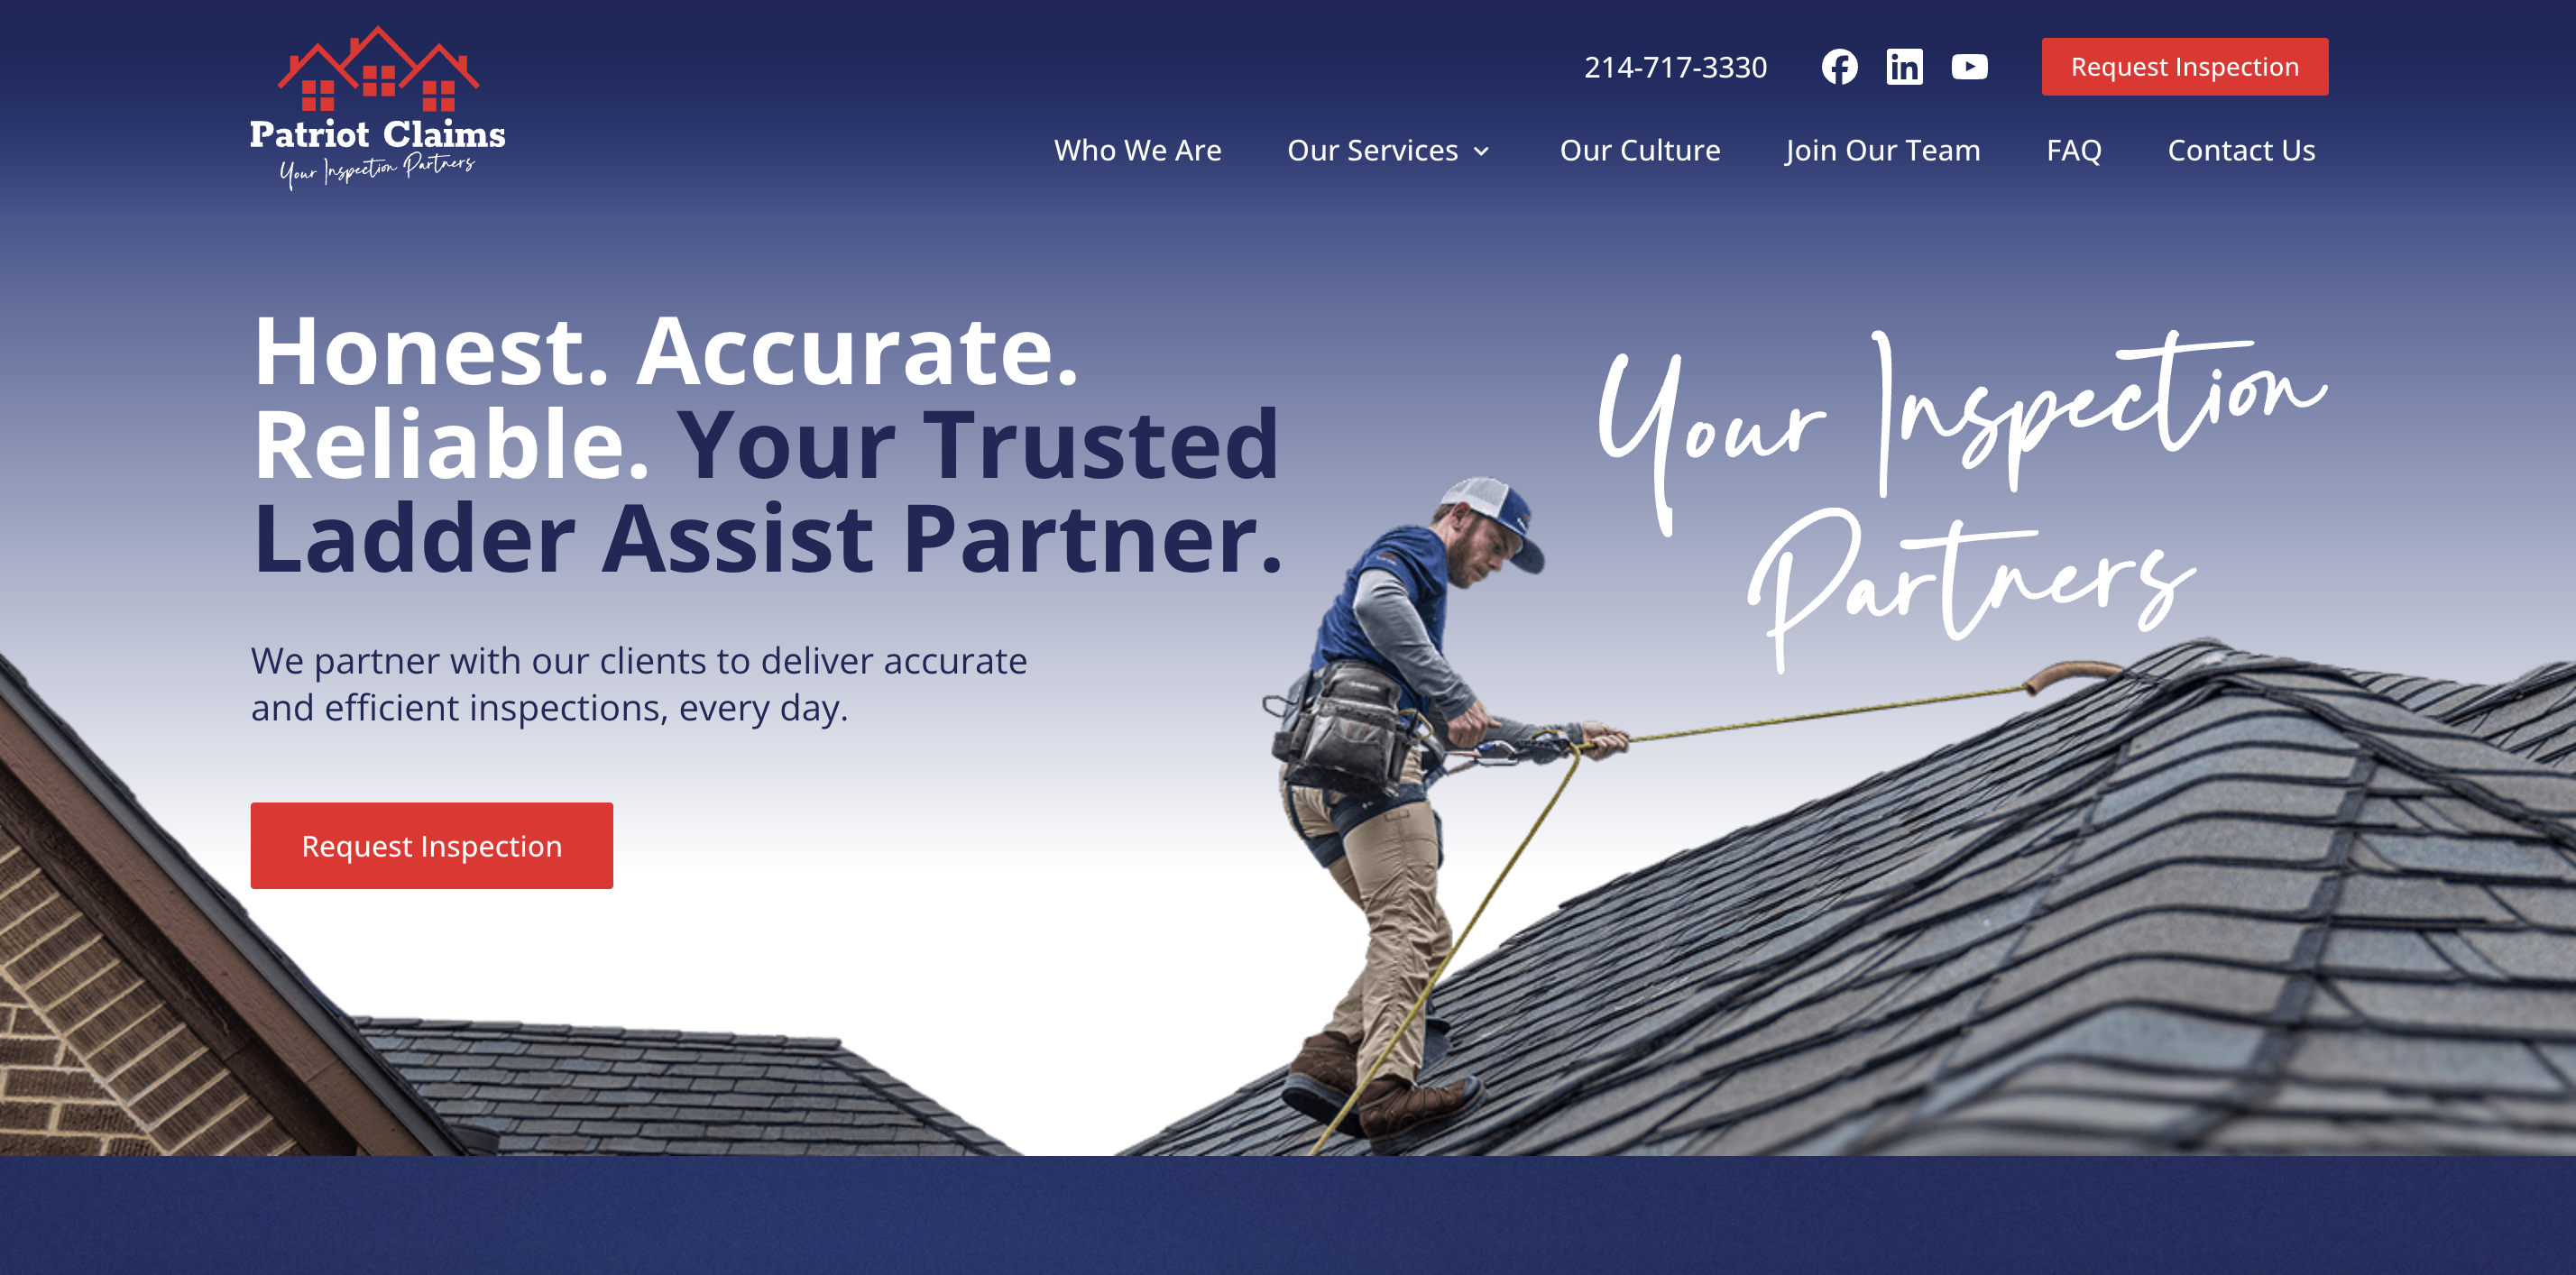 Patriot Claims
Your Inspection Partners
214-717-3330
Request Inspection
Who We Are
Our Services
Our Culture
Join Our Team
FAQ
Contact Us
Honest. Accurate.
Reliable. Your Trusted
Ladder Assist Partner.
We partner with our clients to deliver accurate
and efficient inspections, every day.
Request Inspection
Your Inspection
Partners